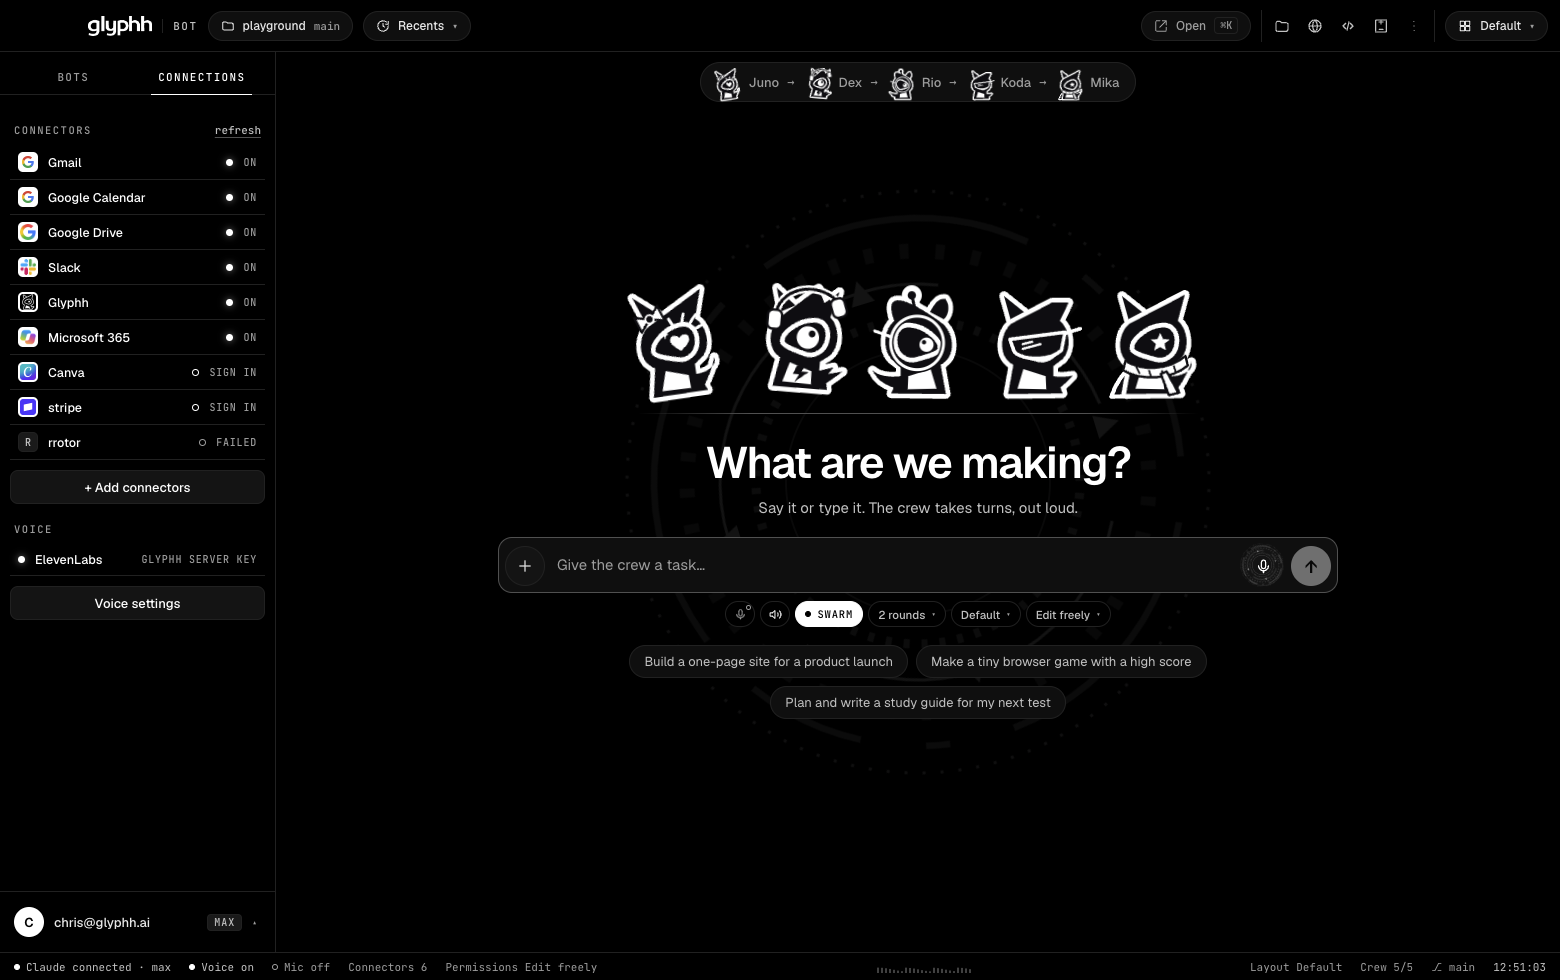 glyphh BOT playground main Recents Open ⌘K Default
BOTS CONNECTIONS
Juno → Dex → Rio → Koda → Mika
CONNECTORS refresh
Gmail ON
Google Calendar ON
Google Drive ON
Slack ON
Glyphh ON
Microsoft 365 ON
Canva SIGN IN
stripe SIGN IN
R rrotor FAILED
+ Add connectors
VOICE
ElevenLabs GLYPHH SERVER KEY
Voice settings
What are we making?
Say it or type it. The crew takes turns, out loud.
Give the crew a task...
SWARM 2 rounds Default Edit freely
Build a one-page site for a product launch
Make a tiny browser game with a high score
Plan and write a study guide for my next test
C chris@glyphh.ai MAX
Claude connected · max Voice on Mic off Connectors 6 Permissions Edit freely Layout Default Crew 5/5 main 12:51:03